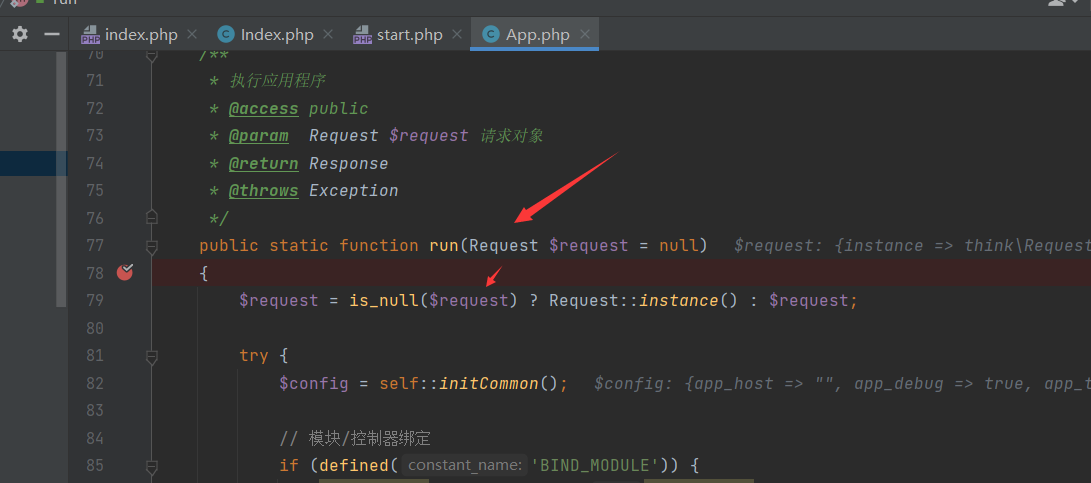 run
index.php
Index.php
start.php
App.php
70 /**
71 * 执行应用程序
72 * @access public
73 * @param Request $request 请求对象
74 * @return Response
75 * @throws Exception
76 */
77 public static function run(Request $request = null) $request: {instance => think\Request
78 {
79 $request = is_null($request) ? Request::instance() : $request;
80
81 try {
82 $config = self::initCommon(); $config: {app_host => "", app_debug => true, app_t
83
84 // 模块/控制器绑定
85 if (defined( constant_name: 'BIND_MODULE')) {